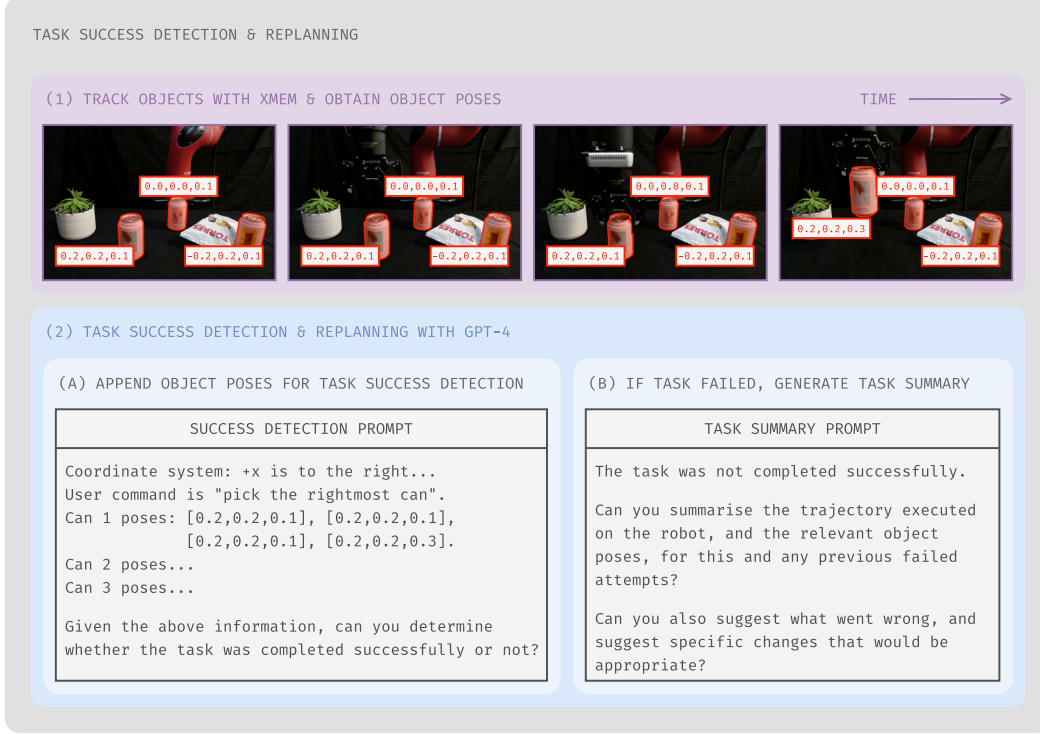 TASK SUCCESS DETECTION & REPLANNING
(1) TRACK OBJECTS WITH XMEM & OBTAIN OBJECT POSES
TIME
0.0,0.0,0.1
0.2,0.2,0.1
-0.2,0.2,0.1
TORRES
0.0,0.0,0.1
0.2,0.2,0.1
-0.2,0.2,0.1
TORRES
0.0,0.0,0.1
0.2,0.2,0.1
-0.2,0.2,0.1
TORRES
0.0,0.0,0.1
0.2,0.2,0.3
-0.2,0.2,0.1
TORRES
(2) TASK SUCCESS DETECTION & REPLANNING WITH GPT-4
(A) APPEND OBJECT POSES FOR TASK SUCCESS DETECTION
SUCCESS DETECTION PROMPT
Coordinate system: +x is to the right...
User command is "pick the rightmost can".
Can 1 poses: [0.2,0.2,0.1], [0.2,0.2,0.1],
[0.2,0.2,0.1], [0.2,0.2,0.3].
Can 2 poses...
Can 3 poses...
Given the above information, can you determine
whether the task was completed successfully or not?
(B) IF TASK FAILED, GENERATE TASK SUMMARY
TASK SUMMARY PROMPT
The task was not completed successfully.
Can you summarise the trajectory executed
on the robot, and the relevant object
poses, for this and any previous failed
attempts?
Can you also suggest what went wrong, and
suggest specific changes that would be
appropriate?